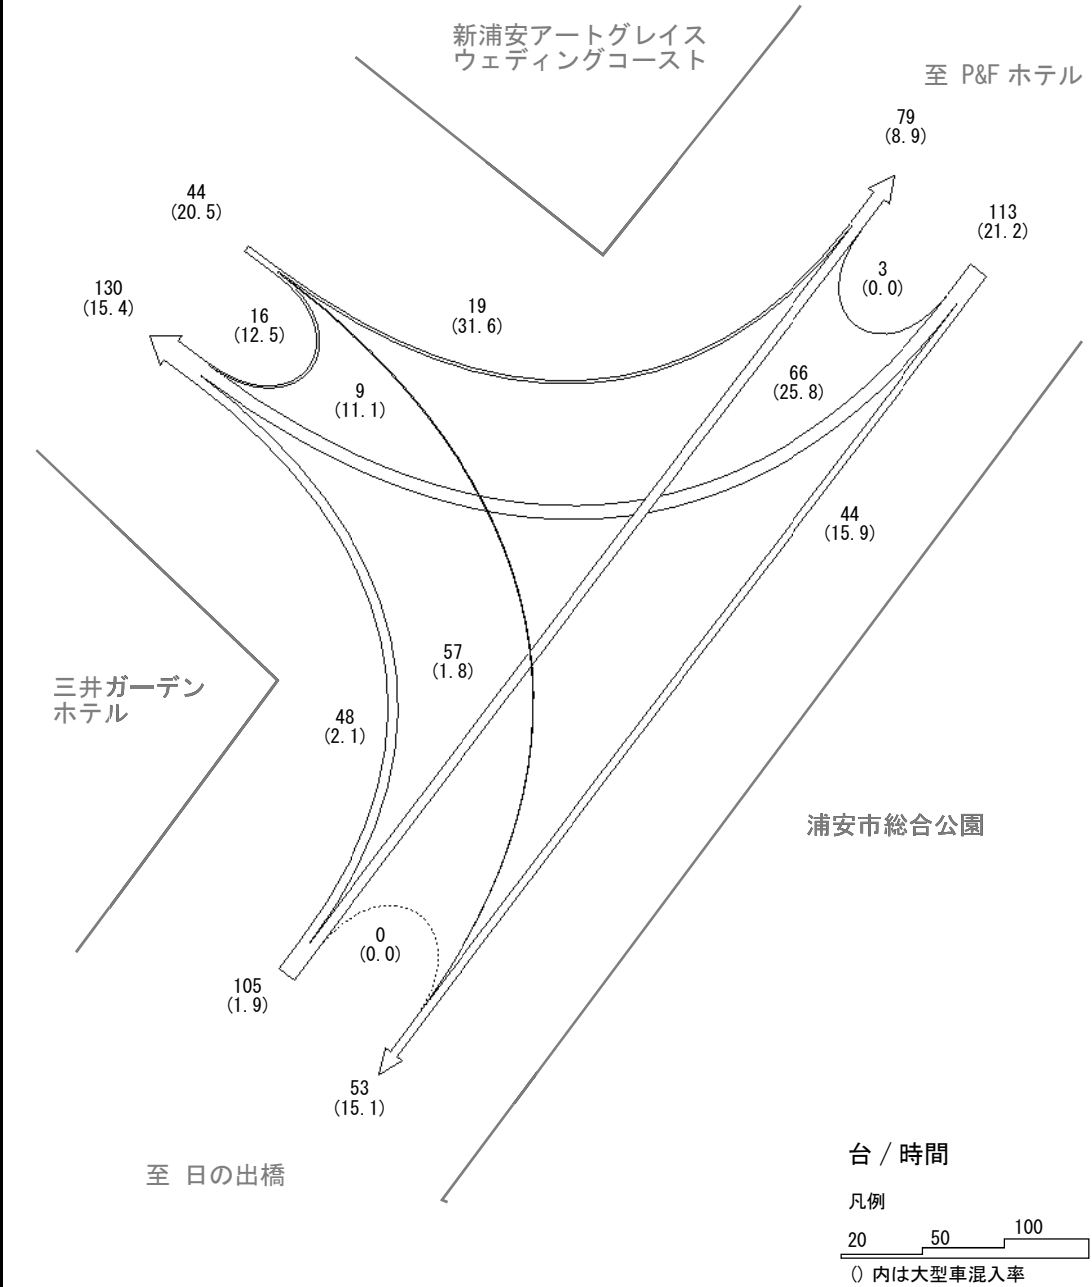 新浦安アートグレイス
ウェディングコースト
至 P&F ホテル
79
(8.9)
44
(20.5)
113
(21.2)
3
(0.0)
130
(15.4)
19
(31.6)
16
(12.5)
66
(25.8)
9
(11.1)
44
(15.9)
57
(1.8)
三井ガーデン
ホテル
48
(2.1)
浦安市総合公園
0
(0.0)
105
(1.9)
53
(15.1)
至 日の出橋
台 / 時間
凡例
20 50 100
() 内は大型車混入率